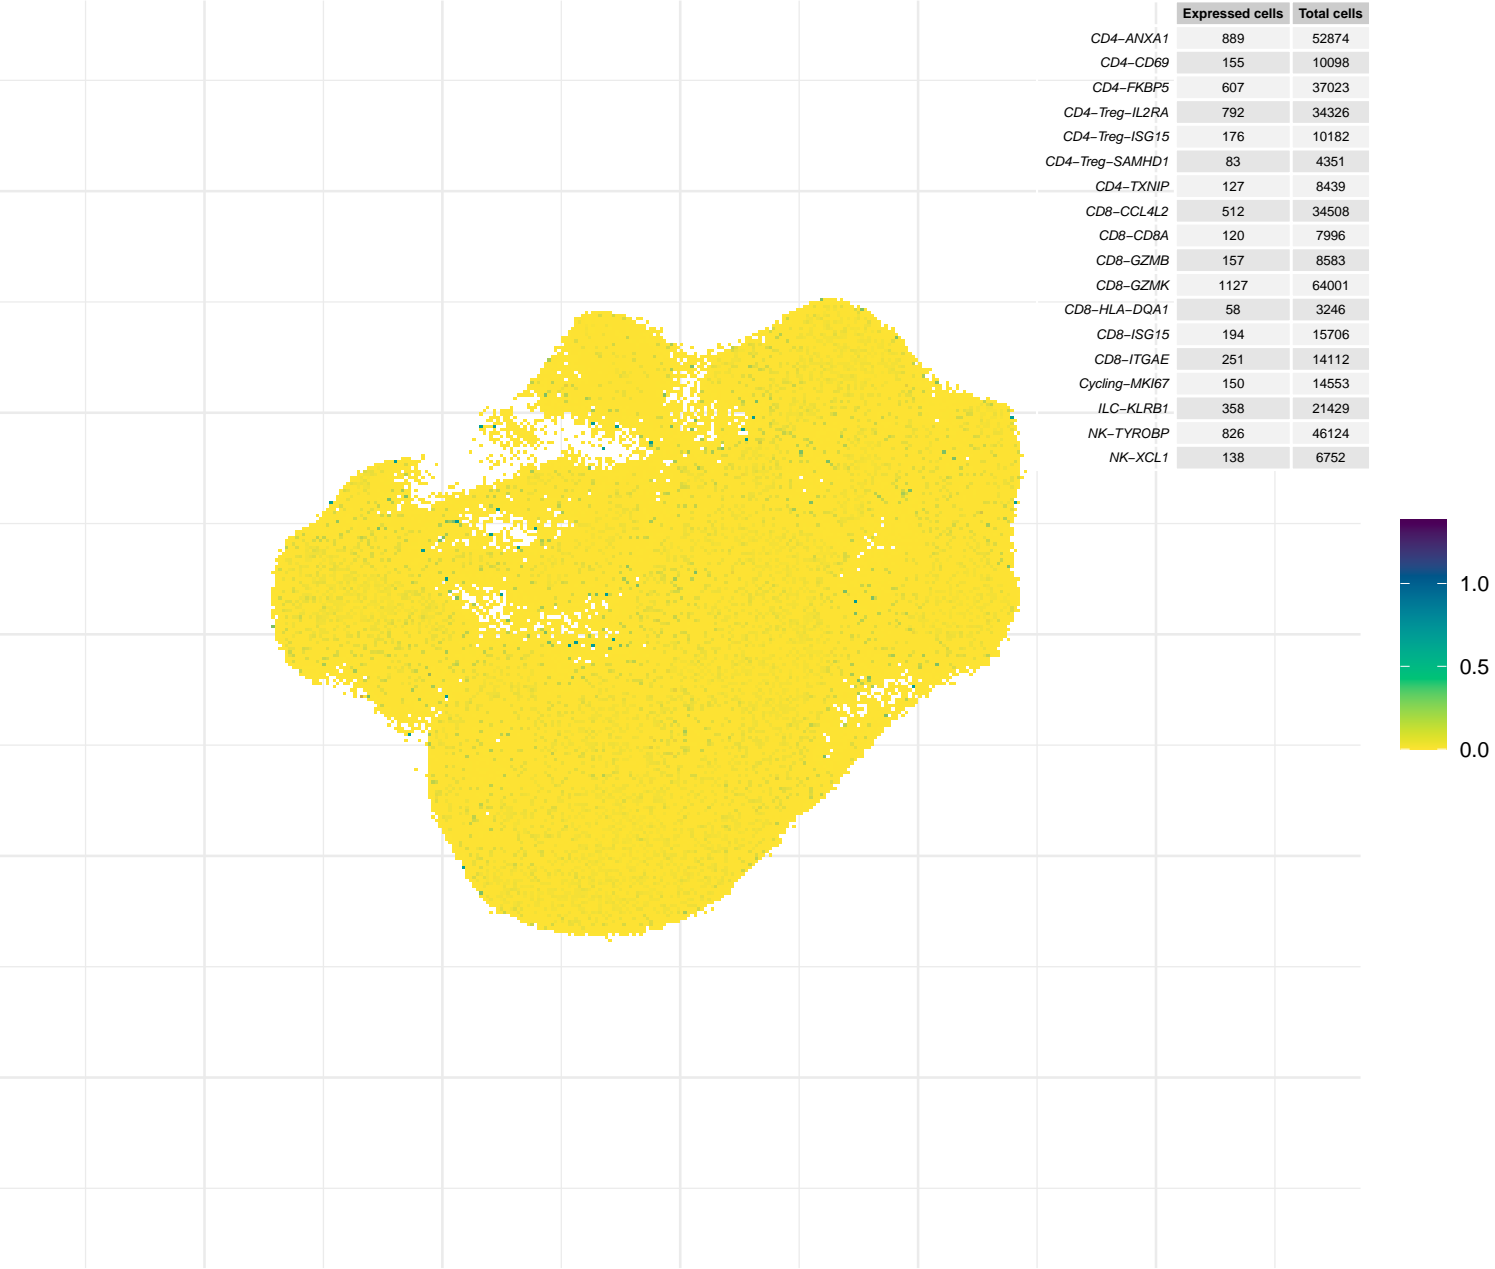 Expressed cells Total cells
CD4−ANXA1 889 52874
CD4−CD69 155 10098
CD4−FKBP5 607 37023
CD4−Treg−IL2RA 792 34326
CD4−Treg−ISG15 176 10182
CD4−Treg−SAMHD1 83 4351
CD4−TXNIP 127 8439
CD8−CCL4L2 512 34508
CD8−CD8A 120 7996
CD8−GZMB 157 8583
CD8−GZMK 1127 64001
CD8−HLA−DQA1 58 3246
CD8−ISG15 194 15706
CD8−ITGAE 251 14112
Cycling−MKI67 150 14553
ILC−KLRB1 358 21429
NK−TYROBP 826 46124
NK−XCL1 138 6752
1.0
0.5
0.0